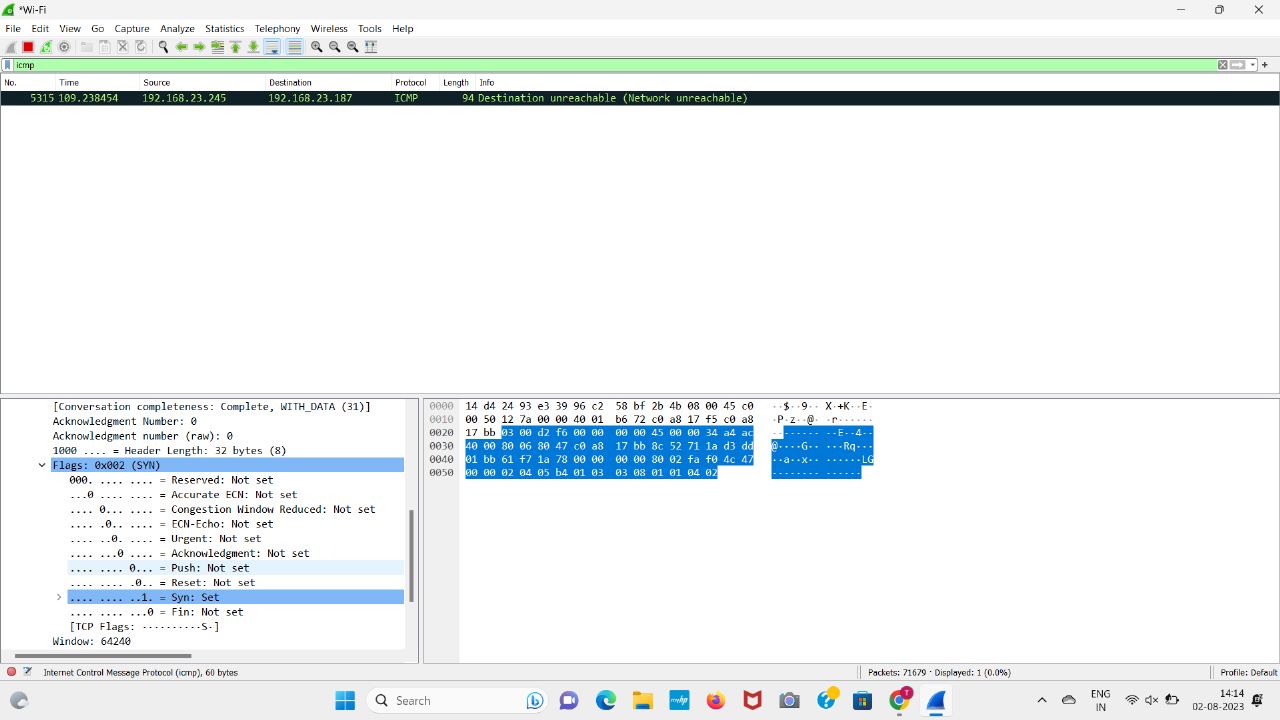 *Wi-Fi
File Edit View Go Capture Analyze Statistics Telephony Wireless Tools Help
icmp
No. Time Source Destination Protocol Length Info
5315 109.238454 192.168.23.245 192.168.23.187 ICMP 94 Destination unreachable (Network unreachable)
[Conversation completeness: Complete, WITH_DATA (31)]
Acknowledgment Number: 0
Acknowledgment number (raw): 0
1000 .... = Header Length: 32 bytes (8)
Flags: 0x002 (SYN)
000. .... .... = Reserved: Not set
...0 .... .... = Accurate ECN: Not set
.... 0... .... = Congestion Window Reduced: Not set
.... .0.. .... = ECN-Echo: Not set
.... ..0. .... = Urgent: Not set
.... ...0 .... = Acknowledgment: Not set
.... .... 0... = Push: Not set
.... .... .0.. = Reset: Not set
.... .... ..1. = Syn: Set
.... .... ...0 = Fin: Not set
[TCP Flags: ··········S·]
Window: 64240
0000 14 d4 24 93 e3 39 96 c2 58 bf 2b 4b 08 00 45 c0 ··$··9·· X·+K··E·
0010 00 50 12 7a 00 00 40 01 b6 72 c0 a8 17 f5 c0 a8 ·P·z··@· ·r······
0020 17 bb 03 00 d2 f6 00 00 00 00 45 00 00 34 a4 ac ········ ··E··4··
0030 40 00 80 06 80 47 c0 a8 17 bb 8c 52 71 1a d3 dd @····G·· ···Rq···
0040 01 bb 61 f7 1a 78 00 00 00 00 80 02 fa f0 4c 47 ··a··x·· ······LG
0050 00 00 02 04 05 b4 01 03 03 08 01 01 04 02 ········ ······
Internet Control Message Protocol (icmp), 60 bytes
Packets: 71679 · Displayed: 1 (0.0%)
Profile: Default
Search
myhp
T
ENG
IN
14:14
02-08-2023